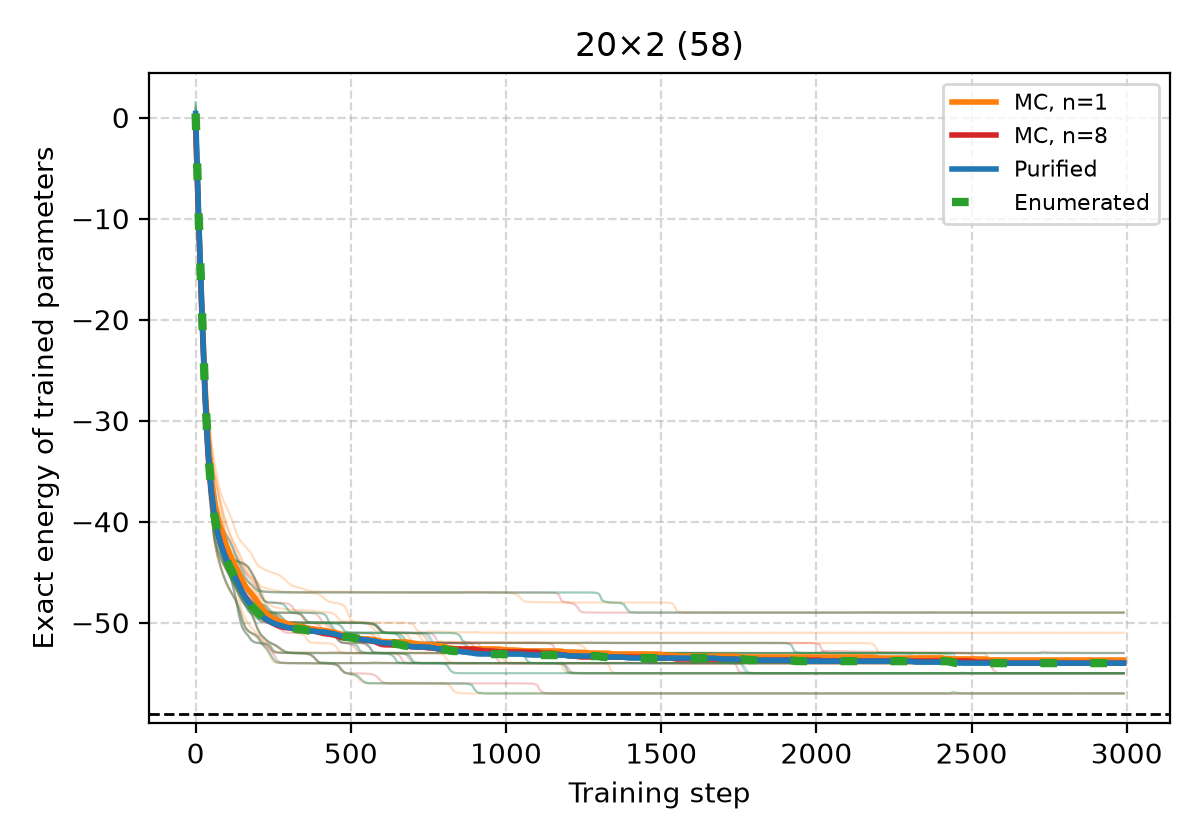 20×2 (58)
MC, n=1
MC, n=8
Purified
Enumerated
Exact energy of trained parameters
0
−10
−20
−30
−40
−50
0 500 1000 1500 2000 2500 3000
Training step